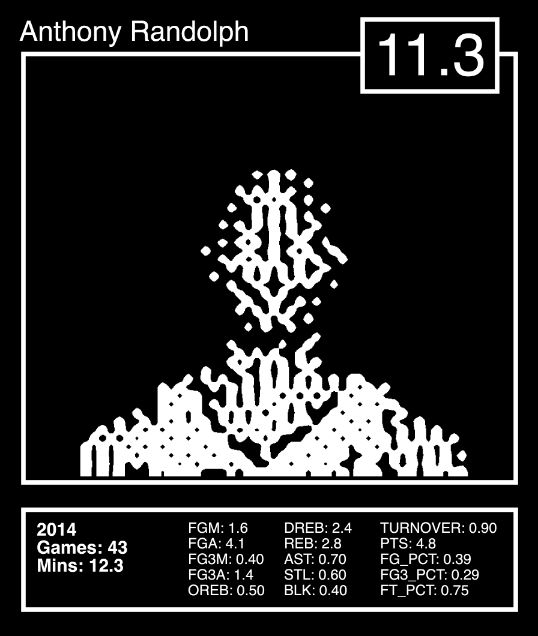 Anthony Randolph
11.3
2014
Games: 43
Mins: 12.3
FGM: 1.6
FGA: 4.1
FG3M: 0.40
FG3A: 1.4
OREB: 0.50
DREB: 2.4
REB: 2.8
AST: 0.70
STL: 0.60
BLK: 0.40
TURNOVER: 0.90
PTS: 4.8
FG_PCT: 0.39
FG3_PCT: 0.29
FT_PCT: 0.75